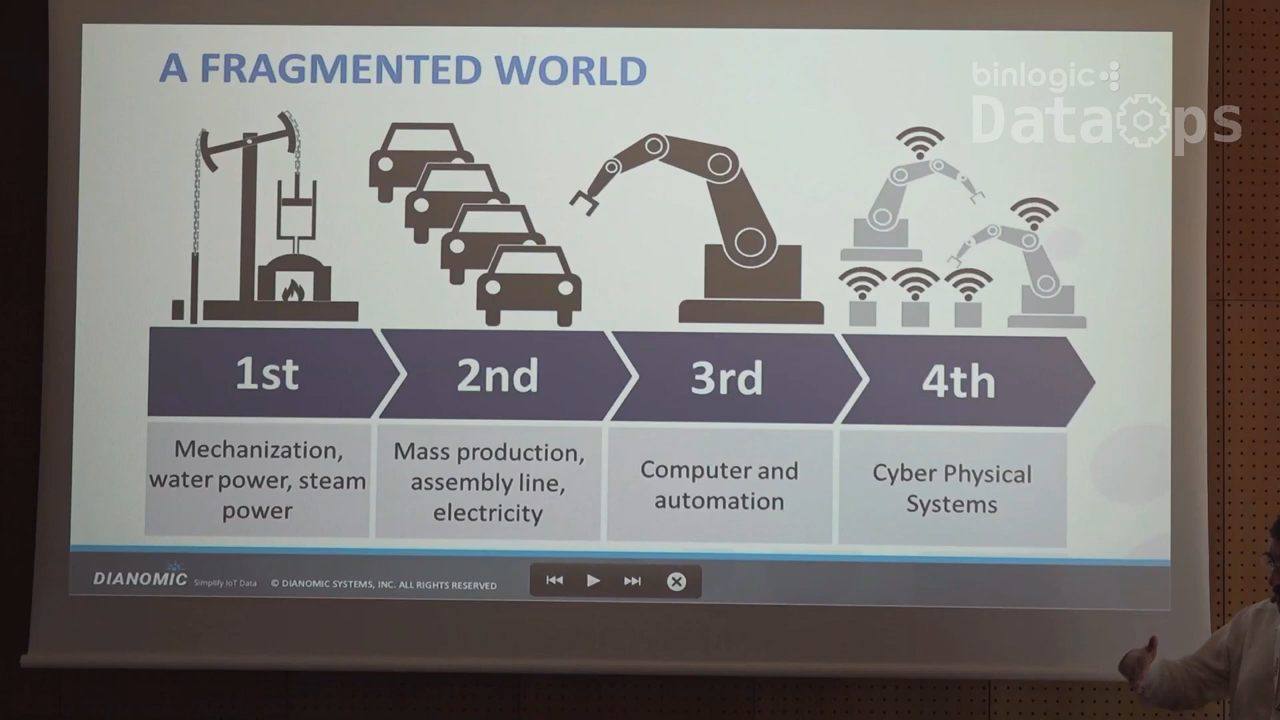 A FRAGMENTED WORLD
binlogic
DataOps
1st
2nd
3rd
4th
Mechanization,
water power, steam
power
Mass production,
assembly line,
electricity
Computer and
automation
Cyber Physical
Systems
DIANOMIC Simplify IoT Data © DIANOMIC SYSTEMS, INC. ALL RIGHTS RESERVED